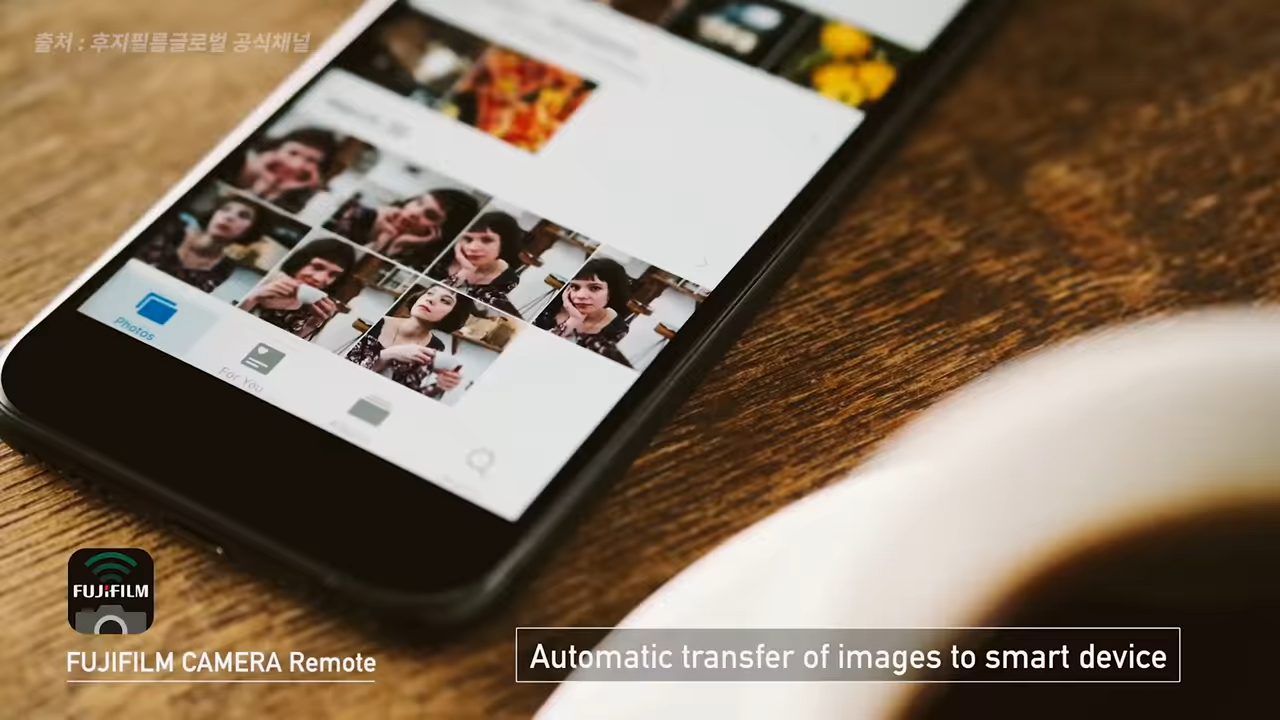 출처 : 후지필름글로벌 공식채널
Photos
For You
FUJIFILM
FUJIFILM CAMERA Remote
Automatic transfer of images to smart device